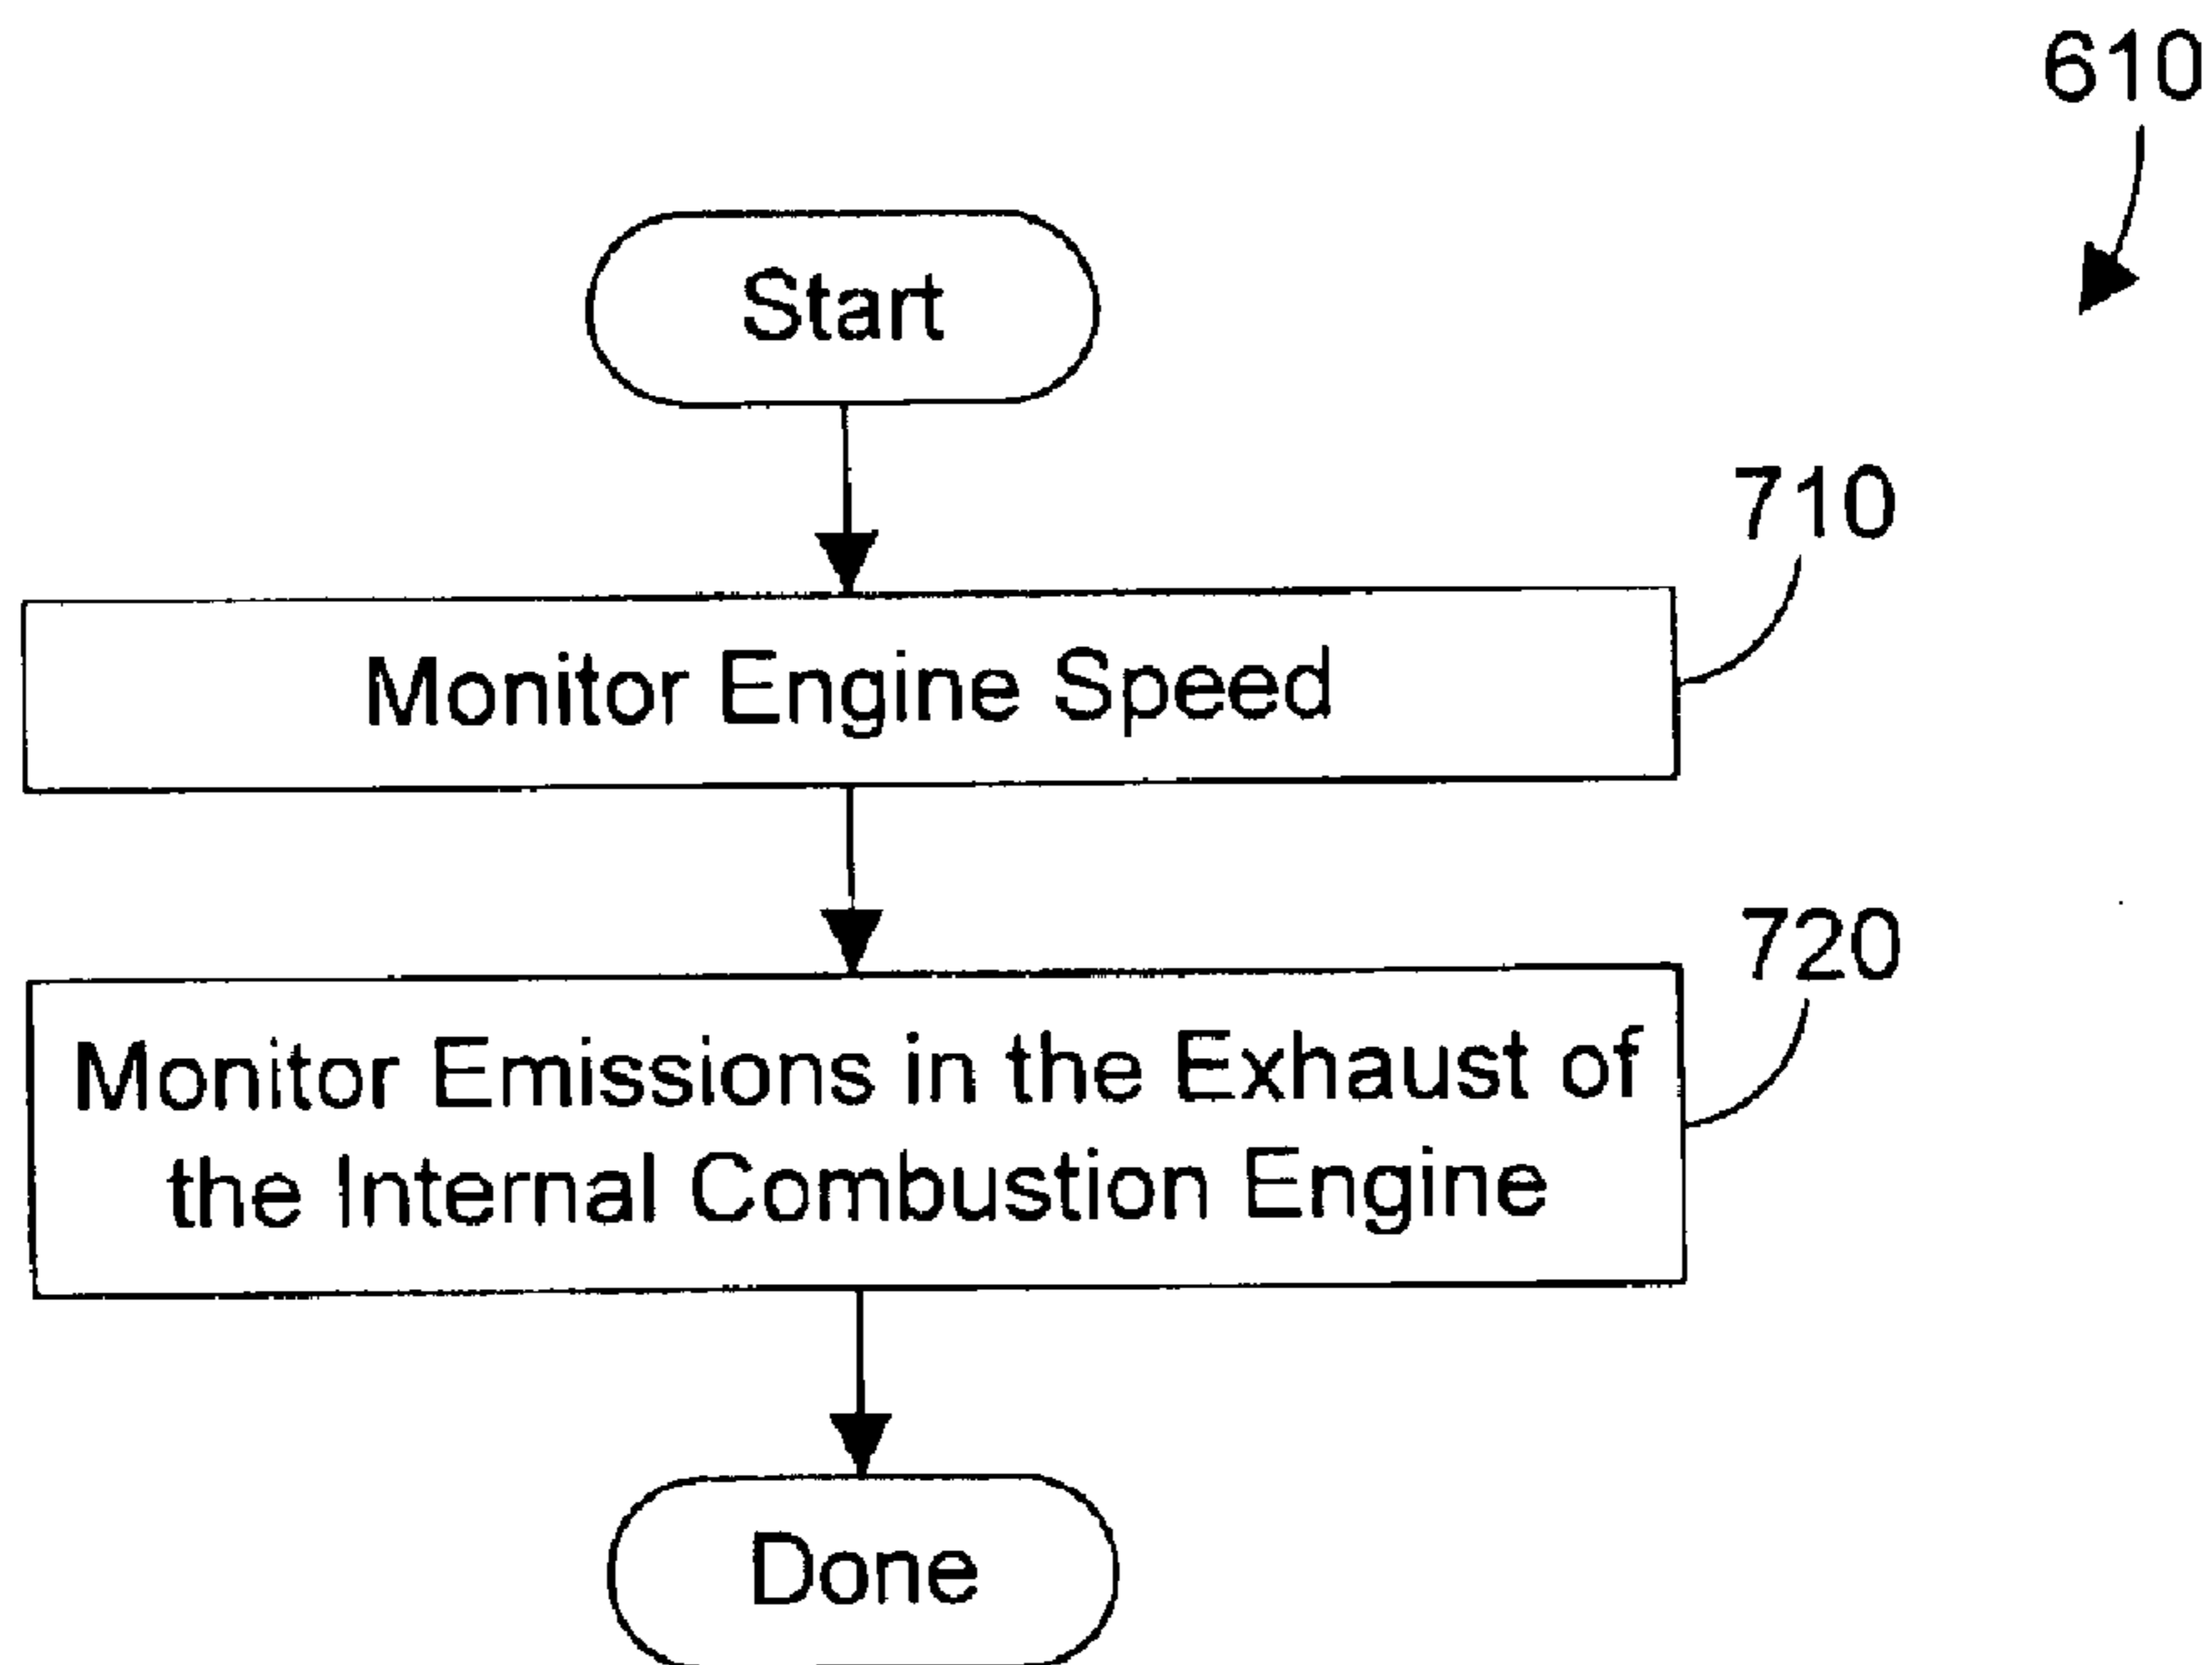 610
Start
710
Monitor Engine Speed
720
Monitor Emissions in the Exhaust of
the Internal Combustion Engine
Done